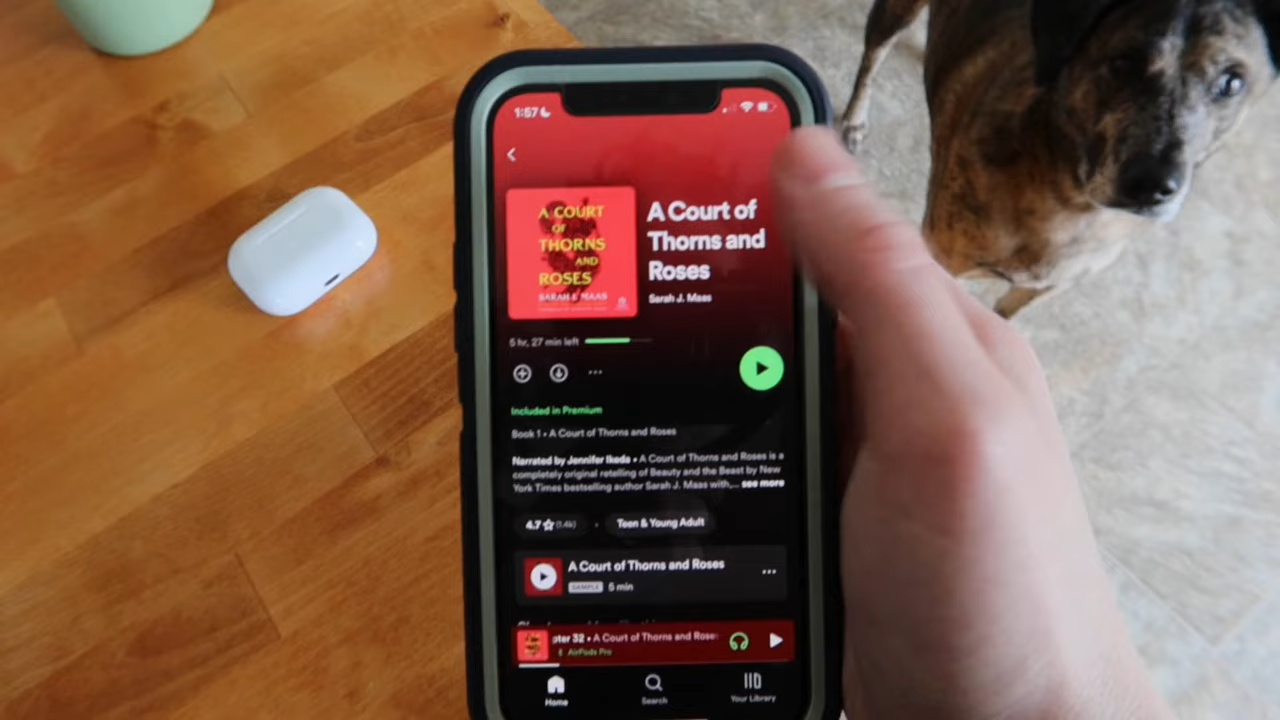 1:57
A Court of
Thorns and
Roses
Sarah J. Maas
A COURT
OF
THORNS
AND
ROSES
SARAH J. MAAS
5 hr, 27 min left
Included in Premium
Book 1 • A Court of Thorns and Roses
Narrated by Jennifer Ikeda • A Court of Thorns and Roses is a
completely original retelling of Beauty and the Beast by New
York Times bestselling author Sarah J. Maas with,... see more
4.7 (1.4k)
Teen & Young Adult
A Court of Thorns and Roses
SAMPLE 5 min
pter 32 • A Court of Thorns and Roses
AirPods Pro
Home
Search
Your Library